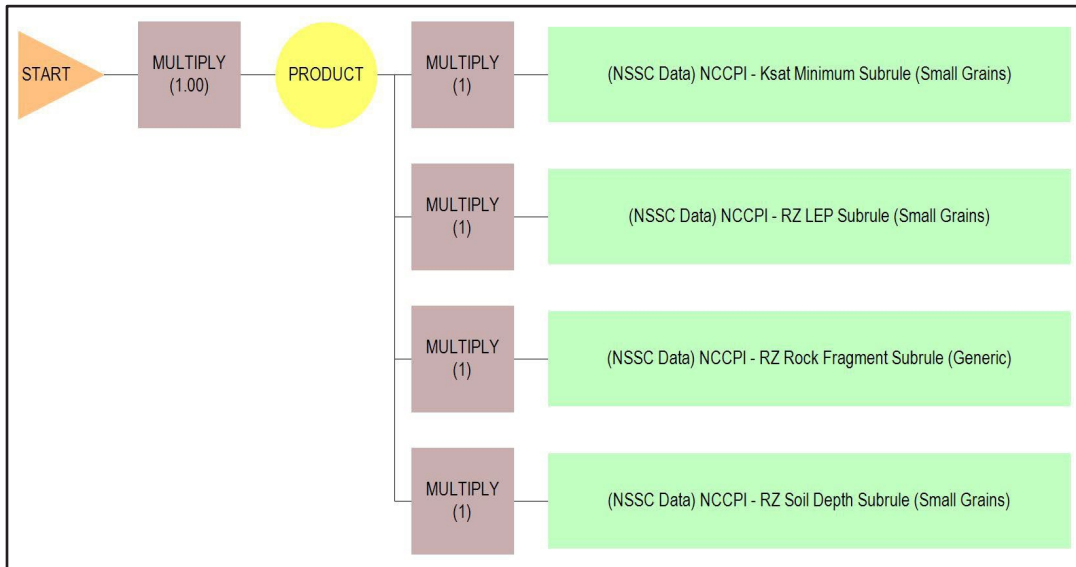 START
MULTIPLY
(1.00)
PRODUCT
MULTIPLY
(1)
(NSSC Data) NCCPI - Ksat Minimum Subrule (Small Grains)
MULTIPLY
(1)
(NSSC Data) NCCPI - RZ LEP Subrule (Small Grains)
MULTIPLY
(1)
(NSSC Data) NCCPI - RZ Rock Fragment Subrule (Generic)
MULTIPLY
(1)
(NSSC Data) NCCPI - RZ Soil Depth Subrule (Small Grains)